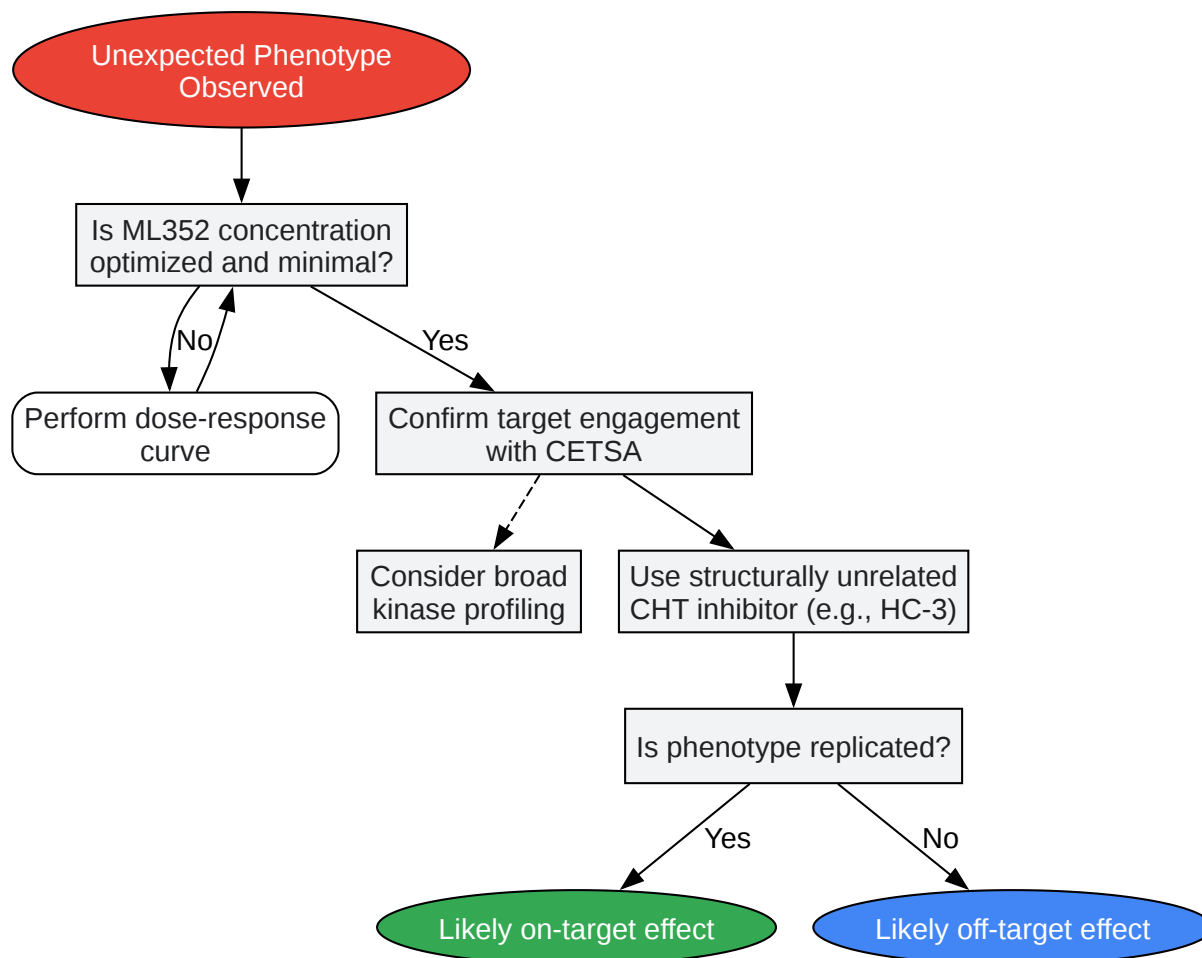 Unexpected Phenotype
Observed
Is ML352 concentration
optimized and minimal?
No
Yes
Perform dose-response
curve
Confirm target engagement
with CETSA
Consider broad
kinase profiling
Use structurally unrelated
CHT inhibitor (e.g., HC-3)
Is phenotype replicated?
Yes
No
Likely on-target effect
Likely off-target effect